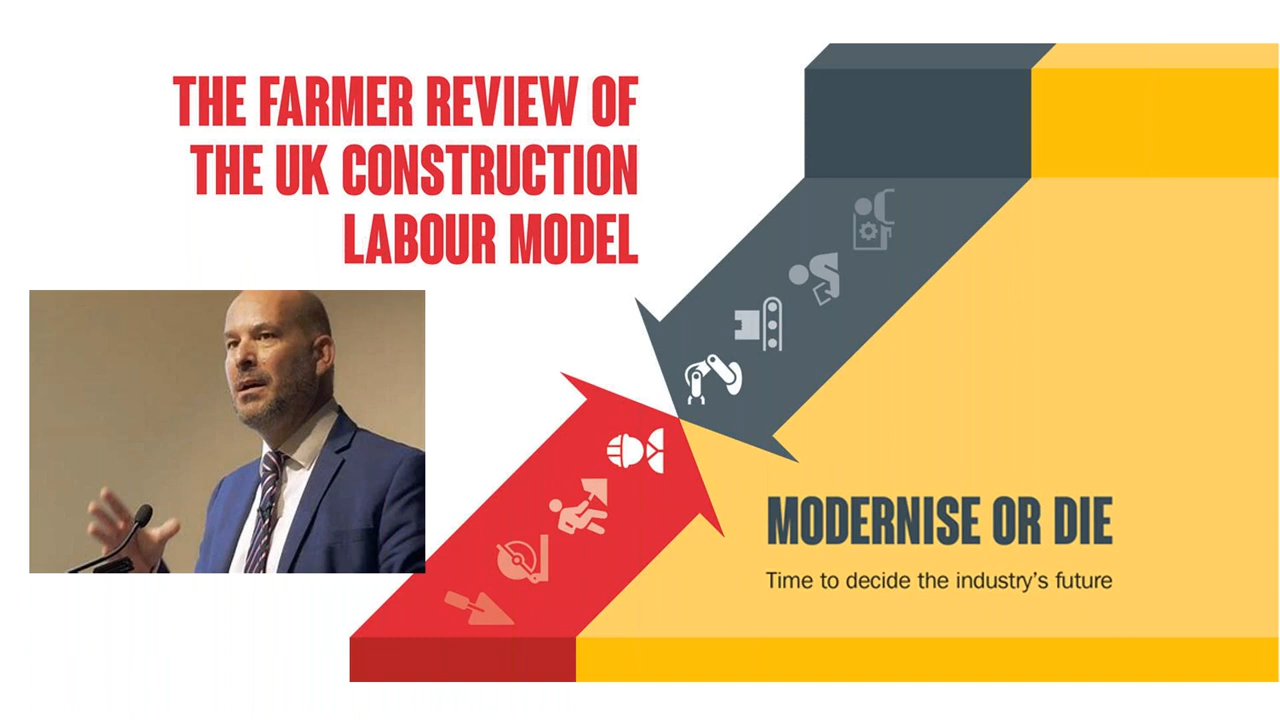 THE FARMER REVIEW OF
THE UK CONSTRUCTION
LABOUR MODEL
MODERNISE OR DIE
Time to decide the industry's future